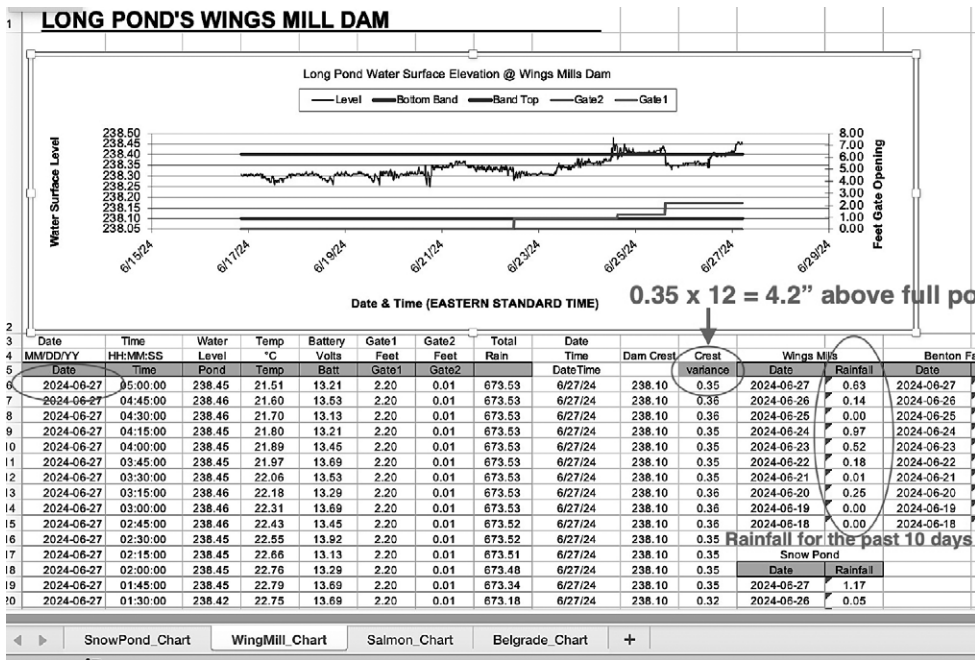 1 LONG POND'S WINGS MILL DAM
Long Pond Water Surface Elevation @ Wings Mills Dam
Level Bottom Band Band Top Gate2 Gate1
Water Surface Level
238.50
238.45
238.40
238.35
238.30
238.25
238.20
238.15
238.10
238.05
8.00
7.00
6.00
5.00
4.00
3.00
2.00
1.00
0.00
Feet Gate Opening
6/15/24 6/17/24 6/19/24 6/21/24 6/23/24 6/25/24 6/27/24 6/29/24
Date & Time (EASTERN STANDARD TIME)
0.35 x 12 = 4.2” above full po
2
3 Date Time Water Temp Battery Gate1 Gate2 Total Date
4 MM/DD/YY HH:MM:SS Level °C Volts Feet Feet Rain Time Dam Crest Crest Wings Mills Benton Fa
5 Date Time Pond Temp Batt Gate1 Gate2 DateTime variance Date Rainfall Date
6 2024-06-27 05:00:00 238.45 21.51 13.21 2.20 0.01 673.53 6/27/24 238.10 0.35 2024-06-27 0.63 2024-06-27
7 2024-06-27 04:45:00 238.46 21.60 13.53 2.20 0.01 673.53 6/27/24 238.10 0.36 2024-06-26 0.14 2024-06-26
8 2024-06-27 04:30:00 238.46 21.70 13.13 2.20 0.01 673.53 6/27/24 238.10 0.36 2024-06-25 0.00 2024-06-25
9 2024-06-27 04:15:00 238.45 21.80 13.21 2.20 0.01 673.53 6/27/24 238.10 0.35 2024-06-24 0.97 2024-06-24
10 2024-06-27 04:00:00 238.45 21.89 13.45 2.20 0.01 673.53 6/27/24 238.10 0.35 2024-06-23 0.52 2024-06-23
11 2024-06-27 03:45:00 238.45 21.97 13.69 2.20 0.01 673.53 6/27/24 238.10 0.35 2024-06-22 0.18 2024-06-22
12 2024-06-27 03:30:00 238.45 22.06 13.53 2.20 0.01 673.53 6/27/24 238.10 0.35 2024-06-21 0.01 2024-06-21
13 2024-06-27 03:15:00 238.46 22.18 13.29 2.20 0.01 673.53 6/27/24 238.10 0.36 2024-06-20 0.25 2024-06-20
14 2024-06-27 03:00:00 238.46 22.31 13.69 2.20 0.01 673.53 6/27/24 238.10 0.36 2024-06-19 0.00 2024-06-19
15 2024-06-27 02:45:00 238.46 22.43 13.45 2.20 0.01 673.52 6/27/24 238.10 0.36 2024-06-18 0.00 2024-06-18
16 2024-06-27 02:30:00 238.45 22.55 13.92 2.20 0.01 673.52 6/27/24 238.10 0.35 Rainfall for the past 10 days
17 2024-06-27 02:15:00 238.45 22.66 13.13 2.20 0.01 673.51 6/27/24 238.10 0.35 Snow Pond
18 2024-06-27 02:00:00 238.45 22.76 13.29 2.20 0.01 673.48 6/27/24 238.10 0.35 Date Rainfall
19 2024-06-27 01:45:00 238.45 22.79 13.69 2.20 0.01 673.34 6/27/24 238.10 0.35 2024-06-27 1.17
20 2024-06-27 01:30:00 238.42 22.75 13.69 2.20 0.01 673.18 6/27/24 238.10 0.32 2024-06-26 0.05
SnowPond_Chart WingMill_Chart Salmon_Chart Belgrade_Chart +